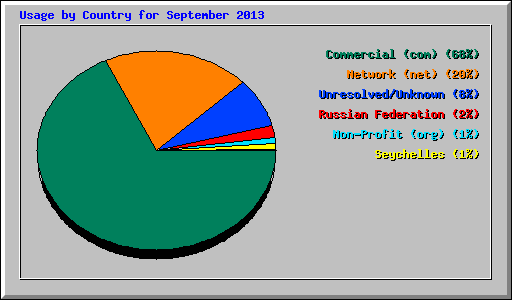 Usage by Country for September 2013
Commercial (com) (68%)
Network (net) (20%)
Unresolved/Unknown (8%)
Russian Federation (2%)
Non-Profit (org) (1%)
Seychelles (1%)